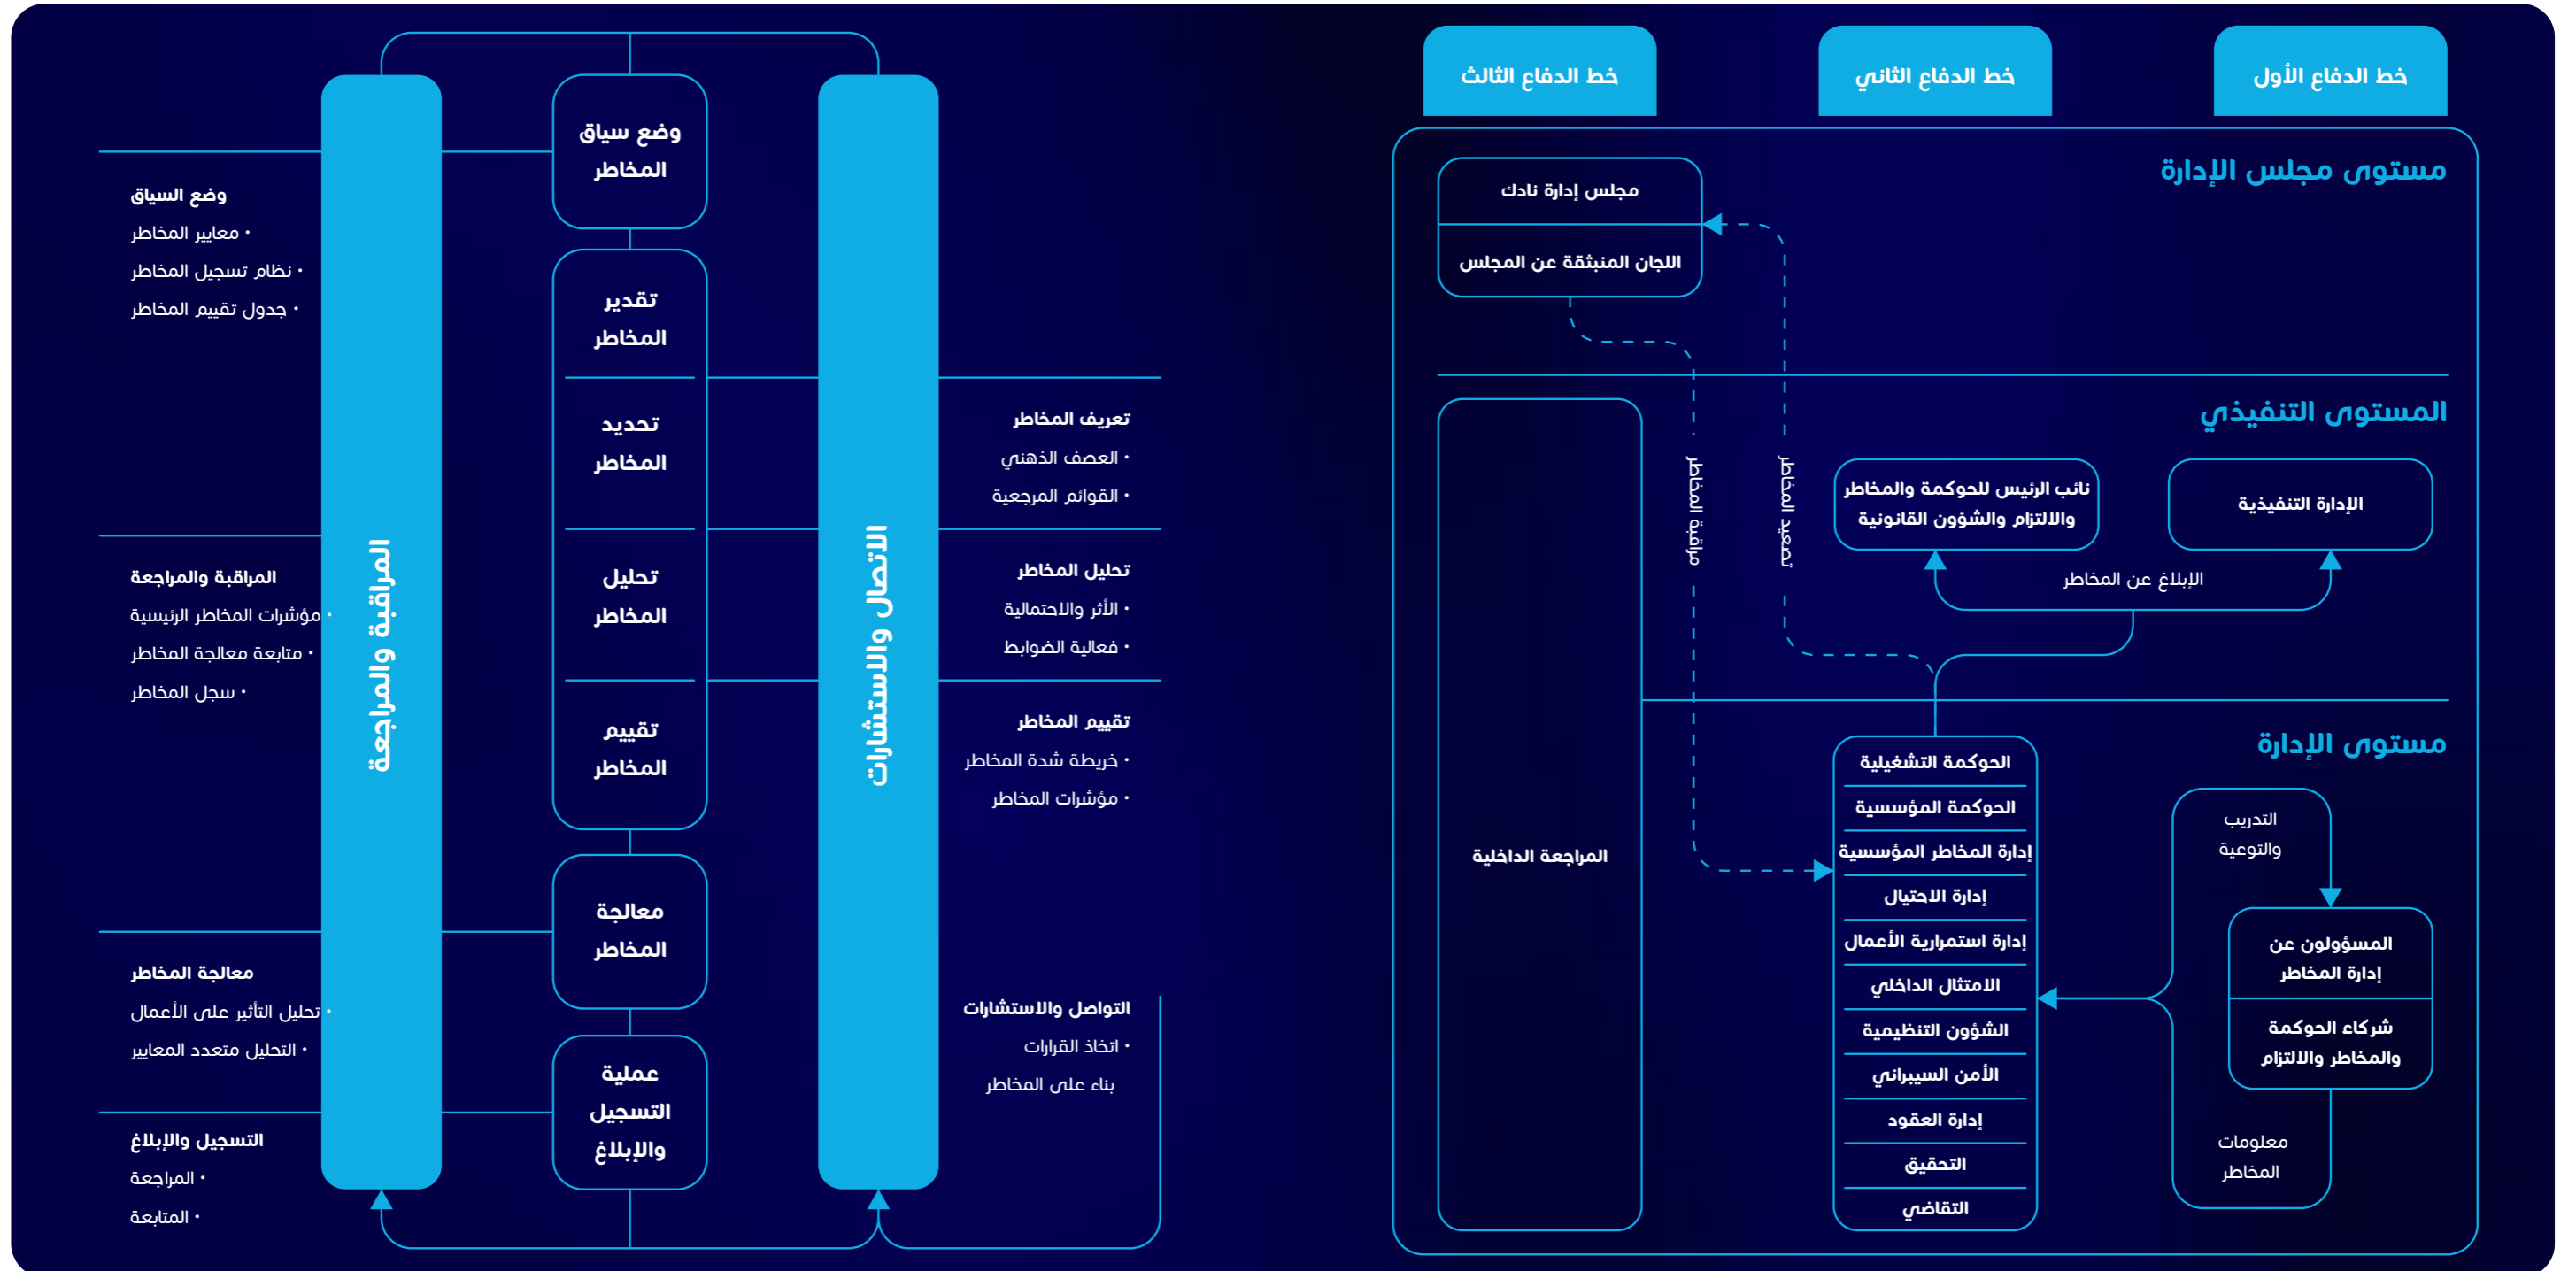 خط الدفاع الأول
خط الدفاع الثاني
خط الدفاع الثالث
مستوى مجلس الإدارة
مجلس إدارة نادك
اللجان المنبثقة عن المجلس
المستوى التنفيذي
الإدارة التنفيذية
نائب الرئيس للحوكمة والمخاطر
والالتزام والشؤون القانونية
الإبلاغ عن المخاطر
تصعيد المخاطر
مراقبة المخاطر
مستوى الإدارة
التدريب
والتوعية
المسؤولون عن
إدارة المخاطر
شركاء الحوكمة
والمخاطر والالتزام
معلومات
المخاطر
الحوكمة التشغيلية
الحوكمة المؤسسية
إدارة المخاطر المؤسسية
إدارة الاحتيال
إدارة استمرارية الأعمال
الامتثال الداخلي
الشؤون التنظيمية
الأمن السيبراني
إدارة العقود
التحقيق
التقاضي
المراجعة الداخلية
تعريف المخاطر
• العصف الذهني
• القوائم المرجعية
تحليل المخاطر
• الأثر والاحتمالية
• فعالية الضوابط
تقييم المخاطر
• خريطة شدة المخاطر
• مؤشرات المخاطر
التواصل والاستشارات
• اتخاذ القرارات
بناء على المخاطر
الاتصال والاستشارات
وضع سياق
المخاطر
تقدير
المخاطر
تحديد
المخاطر
تحليل
المخاطر
تقييم
المخاطر
معالجة
المخاطر
عملية
التسجيل
والإبلاغ
المراقبة والمراجعة
وضع السياق
• معايير المخاطر
• نظام تسجيل المخاطر
• جدول تقييم المخاطر
المراقبة والمراجعة
• مؤشرات المخاطر الرئيسية
• متابعة معالجة المخاطر
• سجل المخاطر
معالجة المخاطر
• تحليل التأثير على الأعمال
• التحليل متعدد المعايير
التسجيل والإبلاغ
• المراجعة
• المتابعة